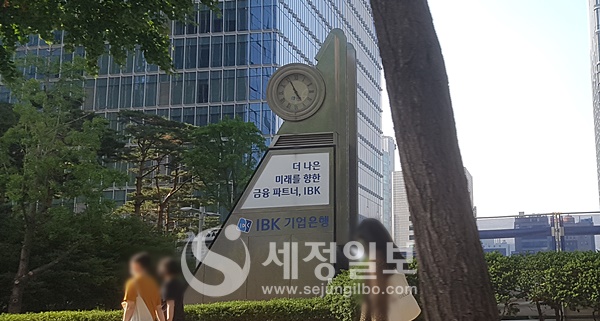 더 나은
미래를 향한
금융 파트너, IBK
IBK 기업은행
세정일보
www.sejungilbo.com